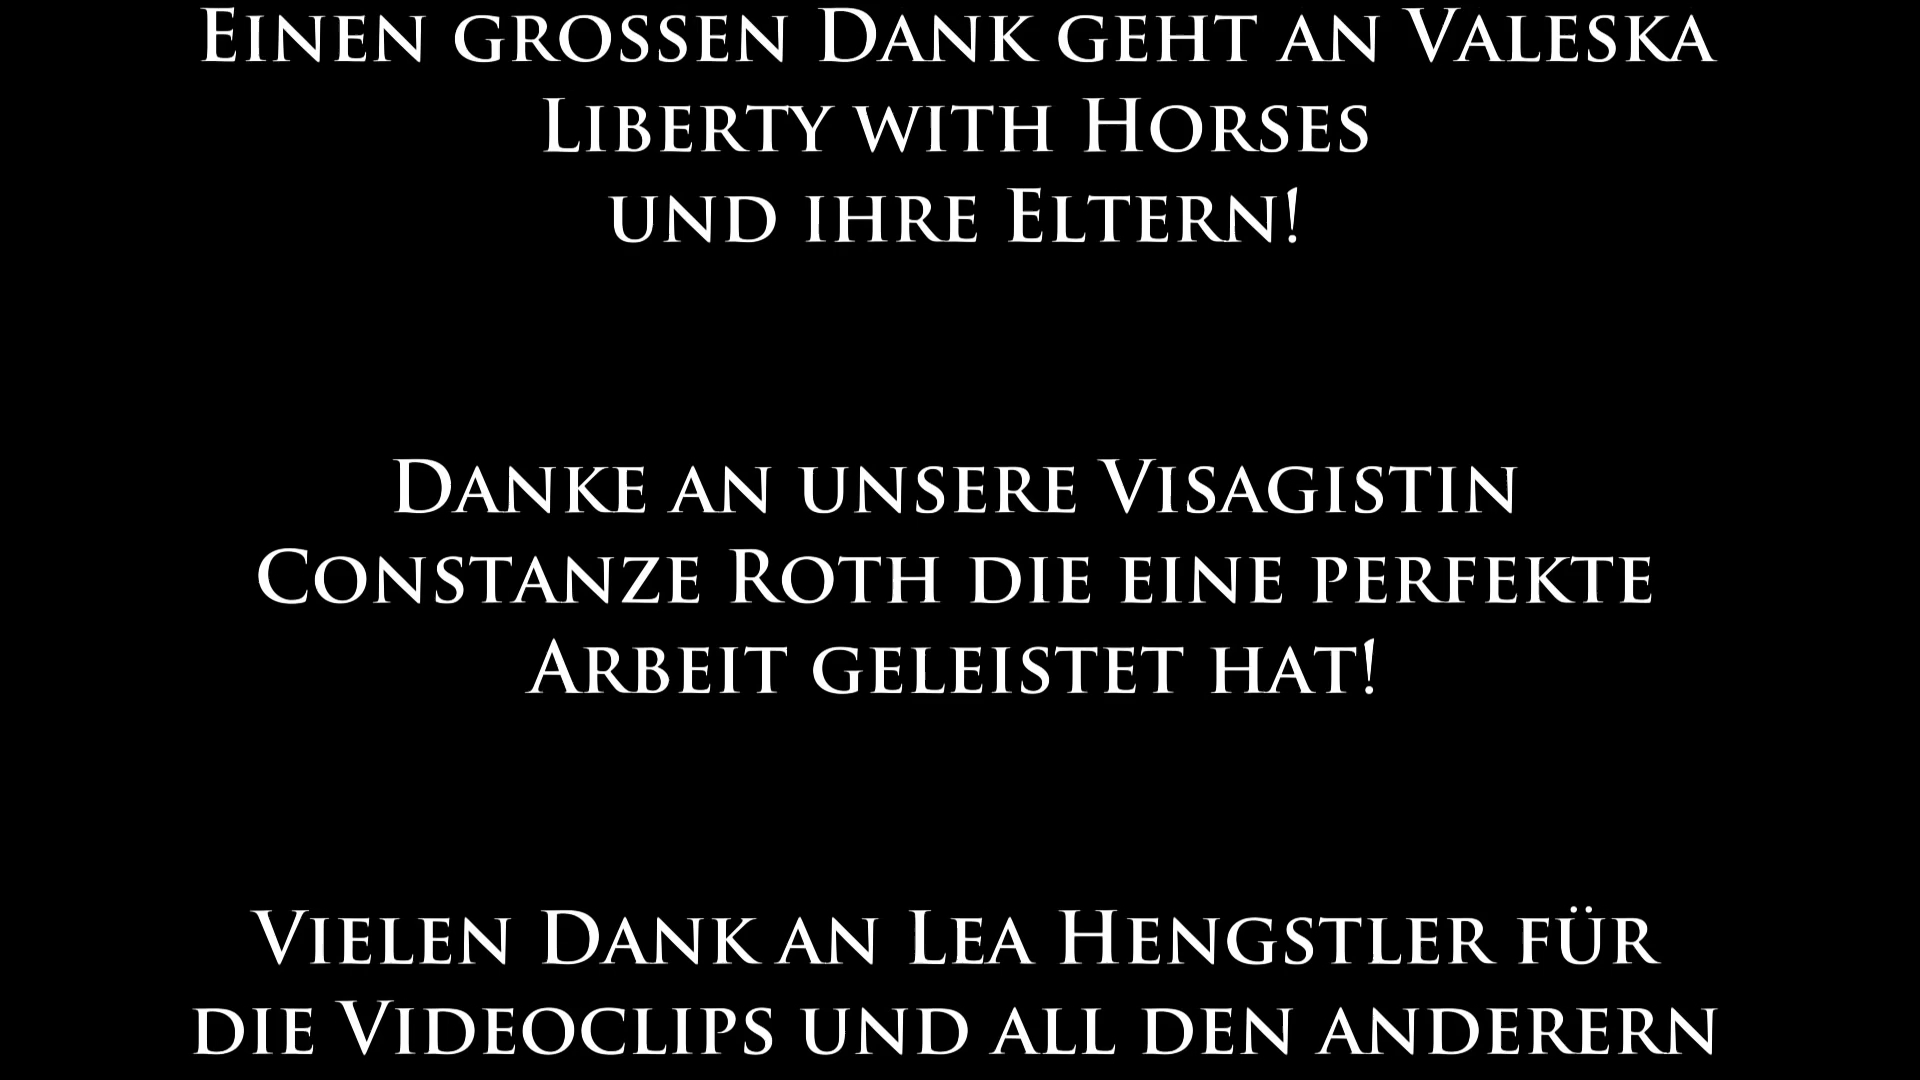 Einen grossen Dank geht an Valeska
Liberty with Horses
und ihre Eltern!
Danke an unsere Visagistin
Constanze Roth die eine perfekte
Arbeit geleistet hat!
Vielen Dank an Lea Hengstler für
die Videoclips und all den anderern